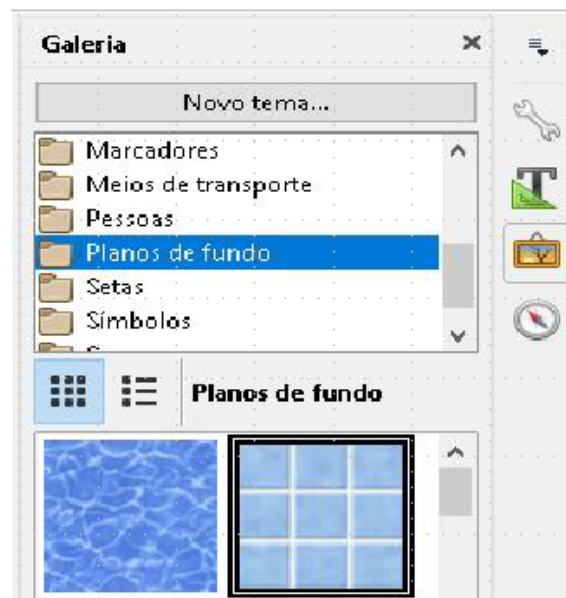 Galeria
Novo tema...
Marcadores
Meios de transporte
Pessoas
Planos de fundo
Setas
Símbolos
Planos de fundo